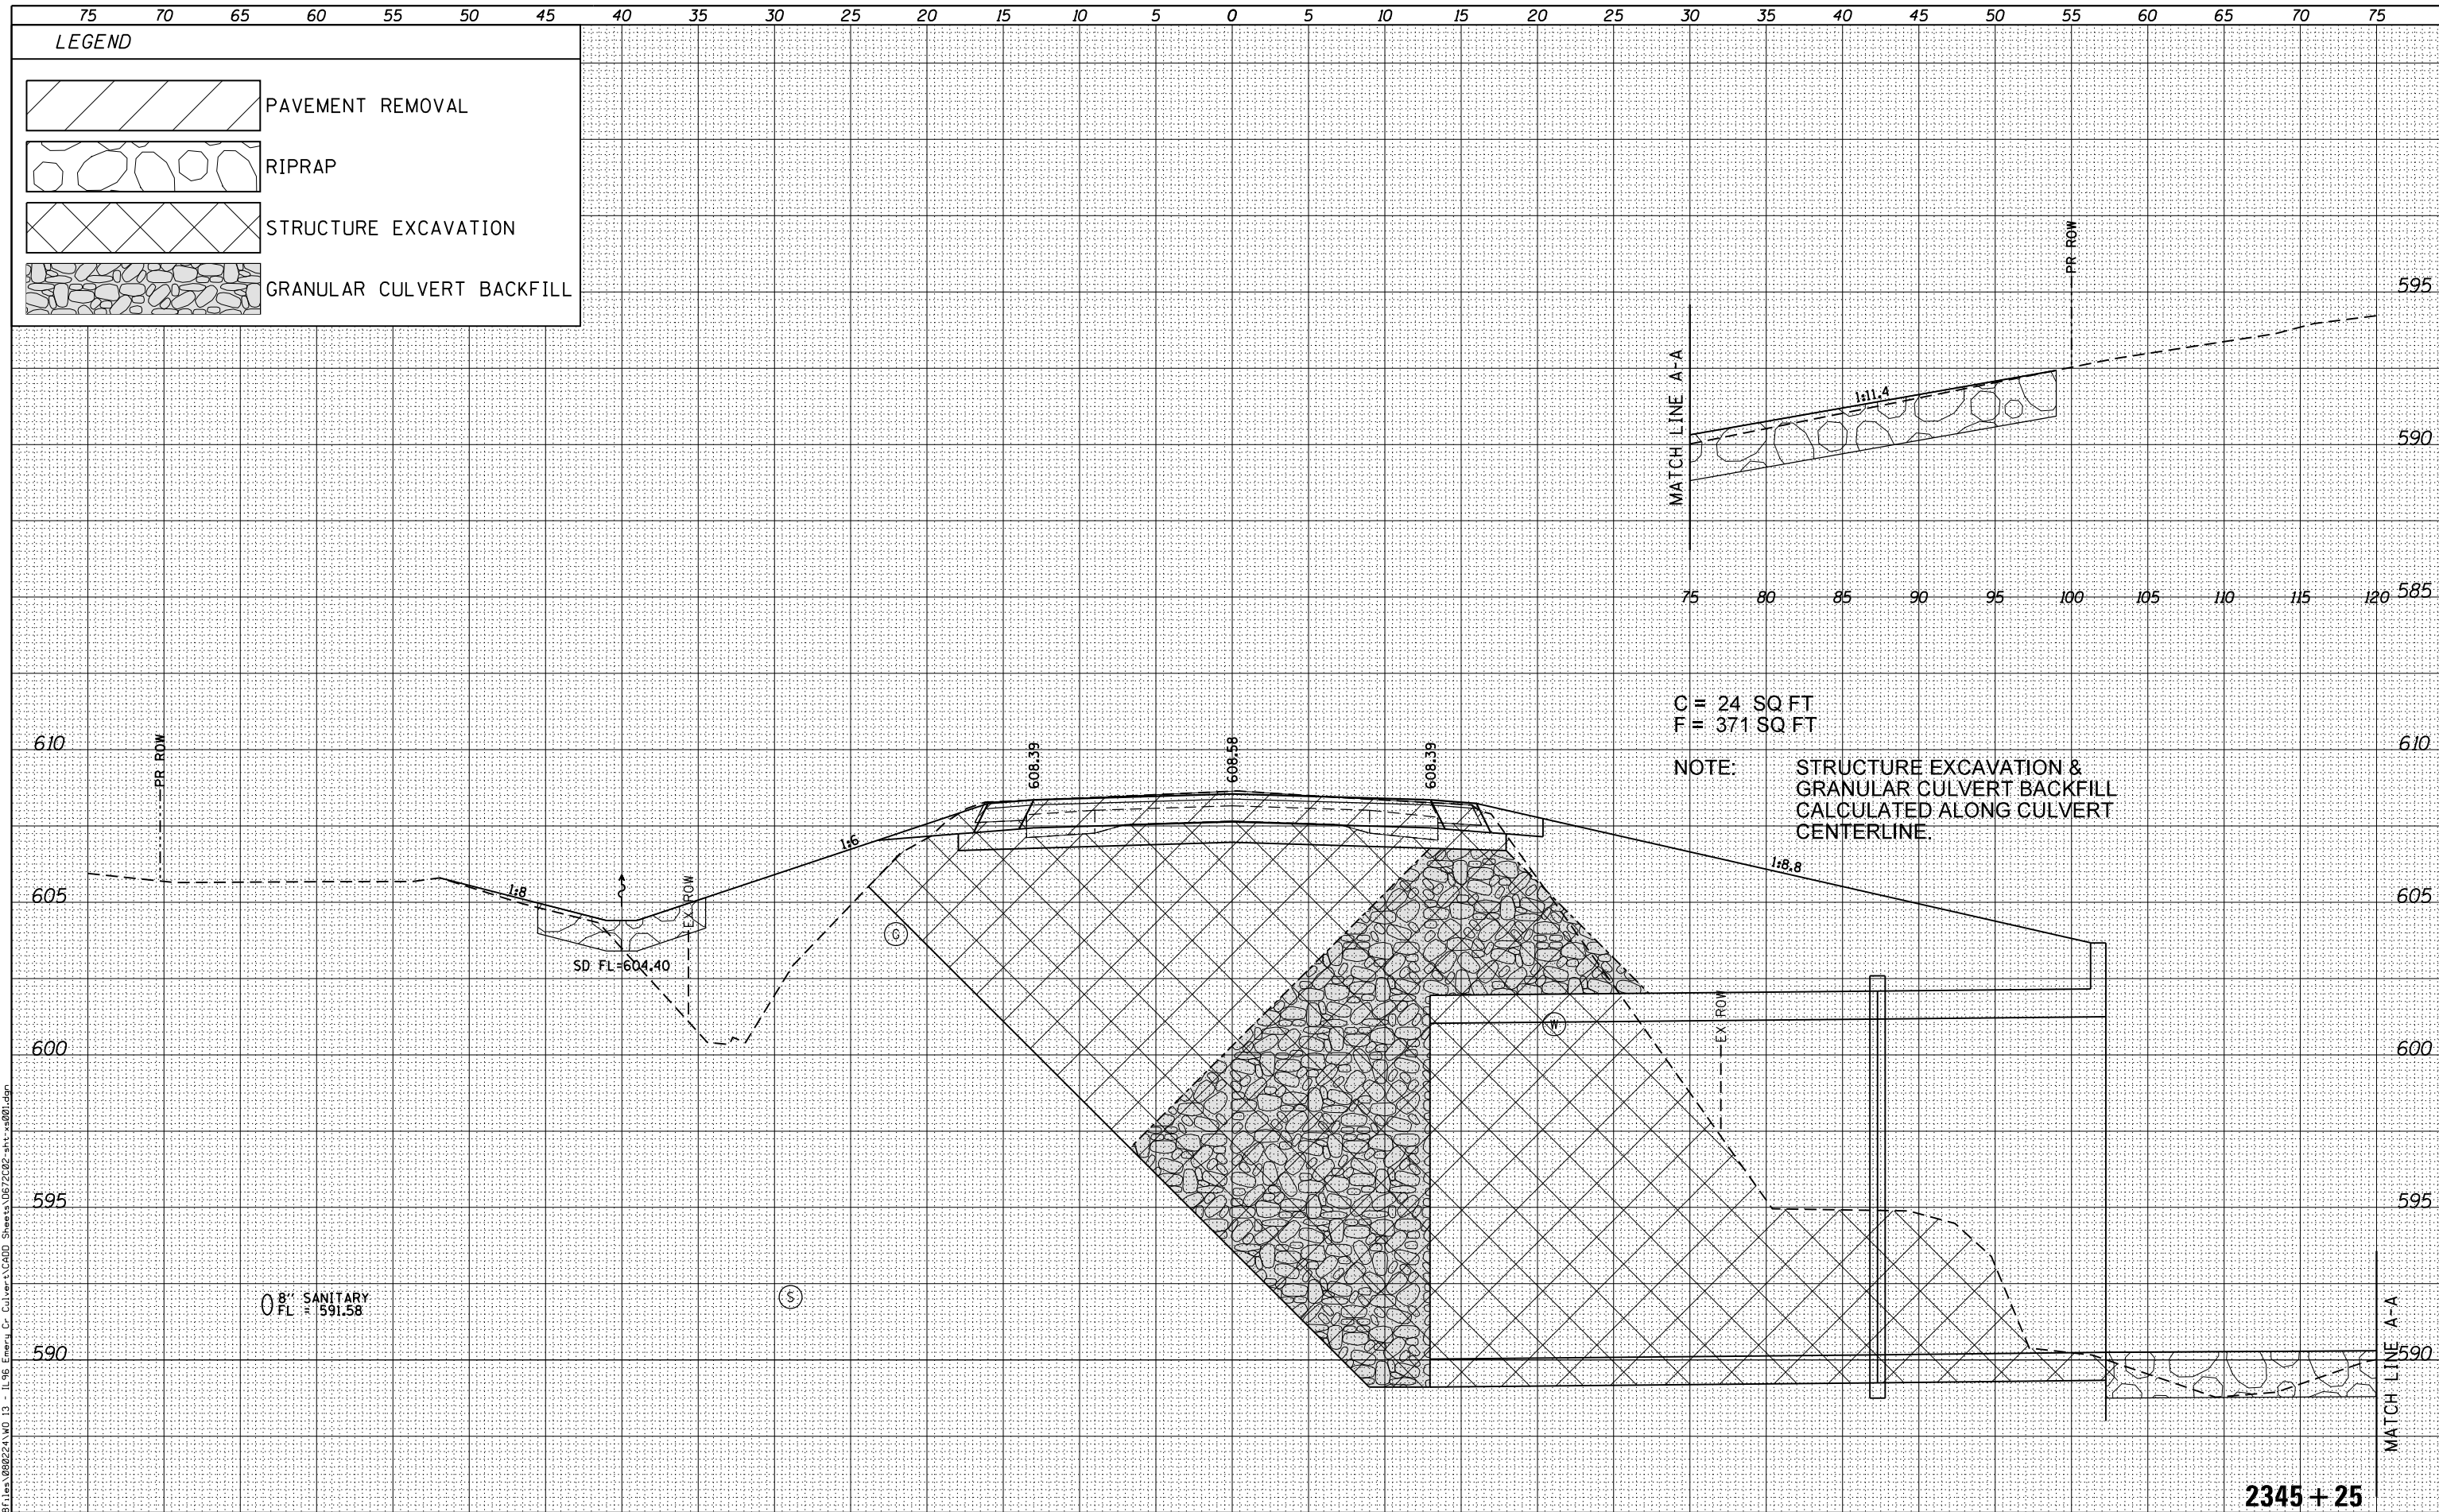 75 70 65 60 55 50 45 40 35 30 25 20 15 10 5 0 5 10 15 20 25 30 35 40 45 50 55 60 65 70 75
LEGEND
PAVEMENT REMOVAL
RIPRAP
STRUCTURE EXCAVATION
GRANULAR CULVERT BACKFILL
PR ROW
595
MATCH LINE A-A
1:11.4
590
75 80 85 90 95 100 105 110 115 120 585
C = 24 SQ FT
F = 371 SQ FT
610
PR ROW
608.39
608.58
608.39
610
NOTE: STRUCTURE EXCAVATION &
GRANULAR CULVERT BACKFILL
CALCULATED ALONG CULVERT
CENTERLINE.
1:6
1:8.8
1:8
605
EX ROW
605
G
SD FL=604.40
W
EX ROW
600
600
595
595
8" SANITARY
FL = 591.58
S
590
590
MATCH LINE A-A
2345 + 25